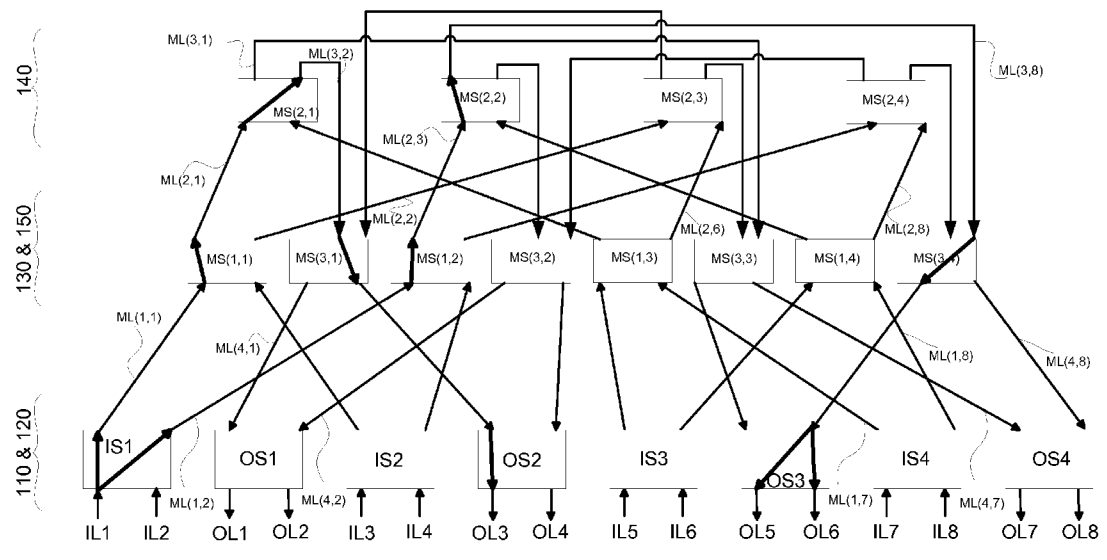 ML(3,1)
ML(3,2)
ML(3,8)
140
MS(2,1)
MS(2,2)
MS(2,3)
MS(2,4)
ML(2,1)
ML(2,3)
ML(2,2)
ML(2,6)
ML(2,8)
130 & 150
MS(1,1)
MS(3,1)
MS(1,2)
MS(3,2)
MS(1,3)
MS(3,3)
MS(1,4)
MS(3,4)
ML(1,1)
ML(4,1)
ML(1,8)
ML(4,8)
110 & 120
IS1
OS1
IS2
OS2
IS3
OS3
IS4
OS4
ML(1,2)
ML(4,2)
ML(1,7)
ML(4,7)
IL1 IL2 OL1 OL2 IL3 IL4 OL3 OL4 IL5 IL6 OL5 OL6 IL7 IL8 OL7 OL8